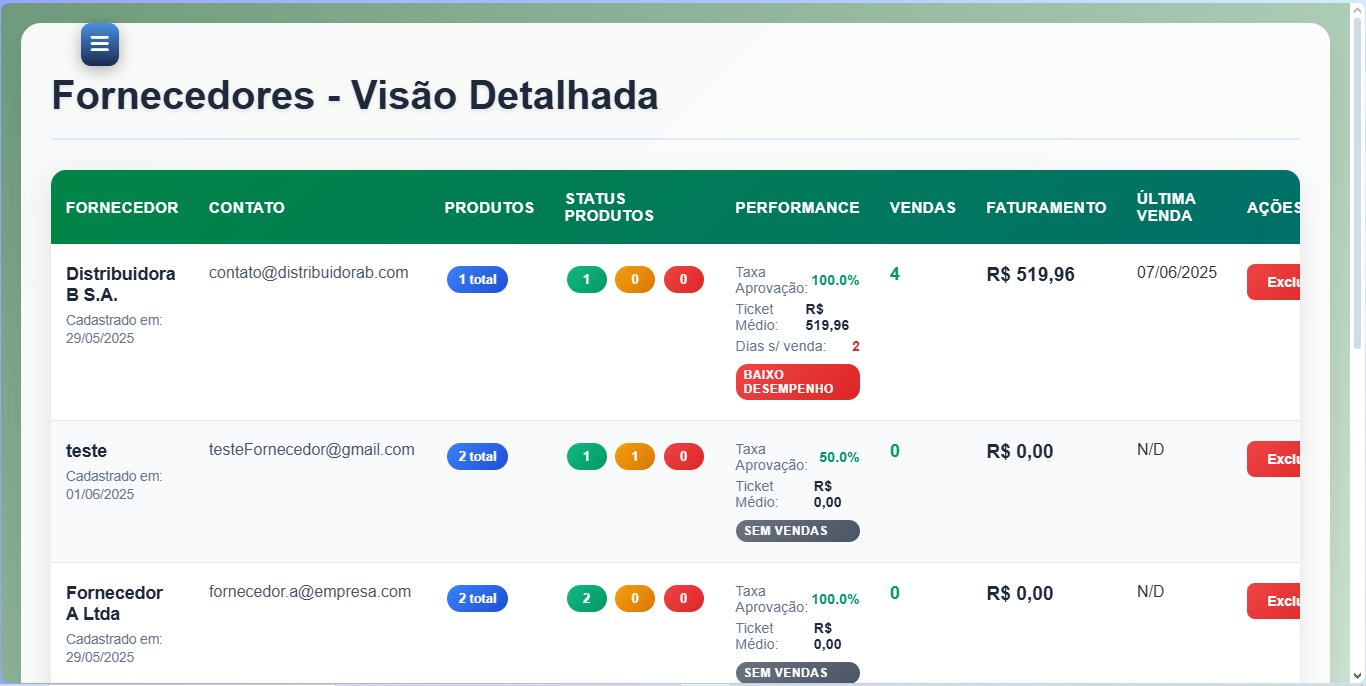 Fornecedores - Visão Detalhada
FORNECEDOR CONTATO PRODUTOS STATUS PRODUTOS PERFORMANCE VENDAS FATURAMENTO ÚLTIMA VENDA AÇÕES
Distribuidora
B S.A.
Cadastrado em:
29/05/2025
contato@distribuidorab.com
1 total
1 0 0
Taxa
Aprovação: 100.0%
Ticket
Médio:
R$
519,96
Dias s/ venda: 2
BAIXO
DESEMPENHO
4
R$ 519,96
07/06/2025
Exclu
teste
Cadastrado em:
01/06/2025
testeFornecedor@gmail.com
2 total
1 1 0
Taxa
Aprovação: 50.0%
Ticket
Médio:
R$
0,00
SEM VENDAS
0
R$ 0,00
N/D
Exclu
Fornecedor
A Ltda
Cadastrado em:
29/05/2025
fornecedor.a@empresa.com
2 total
2 0 0
Taxa
Aprovação: 100.0%
Ticket
Médio:
R$
0,00
SEM VENDAS
0
R$ 0,00
N/D
Exclu